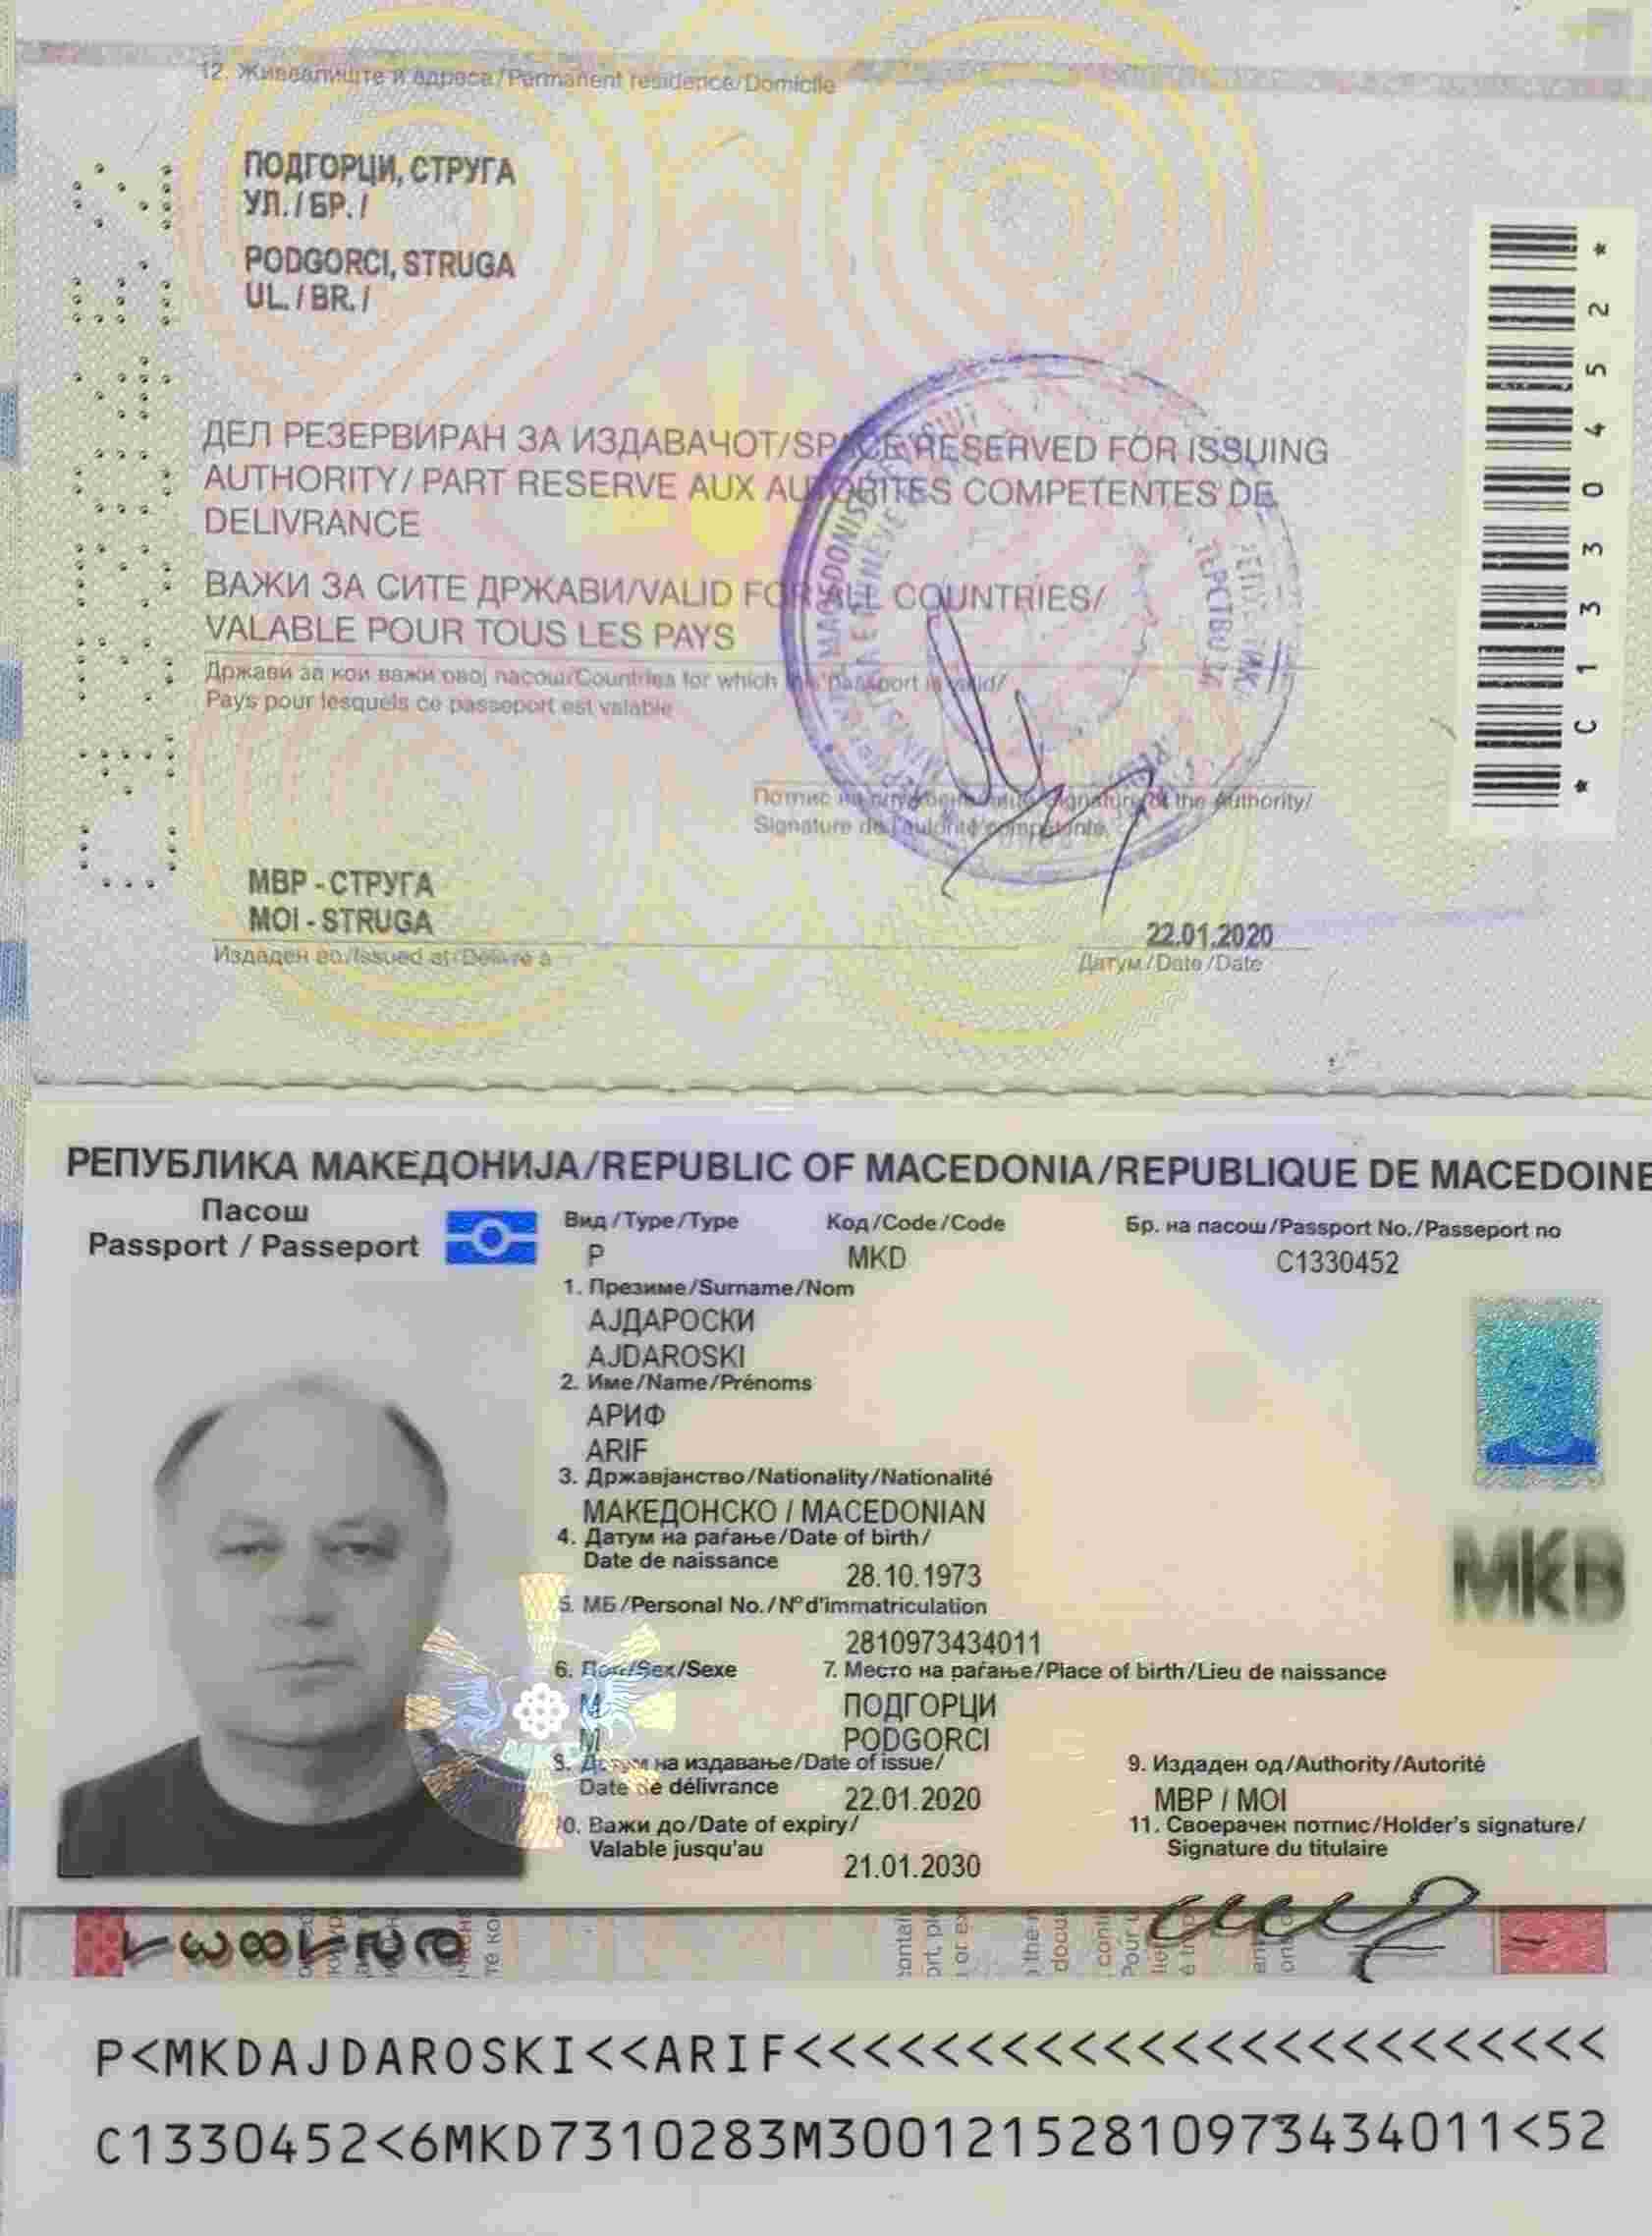 12. Живеалиште и адреса/Permanent residence/Domicile
ПОДГОРЦИ, СТРУГА
УЛ. / БР. /
PODGORCI, STRUGA
UL. / BR. /
ДЕЛ РЕЗЕРВИРАН ЗА ИЗДАВАЧОТ/SPACE RESERVED FOR ISSUING
AUTHORITY/ PART RESERVE AUX AUTORITES COMPETENTES DE
DELIVRANCE
ВАЖИ ЗА СИТЕ ДРЖАВИ/VALID FOR ALL COUNTRIES/
VALABLE POUR TOUS LES PAYS
Држави за кои важи овој пасош/Countries for which this passport is valid/
Pays pour lesquels ce passeport est valable
Потпис на службено лице/Signature of the Authority/
Signature de l'autorité compétente
МВР - СТРУГА
MOI - STRUGA
Издаден во/Issued at/Délivré à
22.01.2020
Датум/Date/Date
*C1330452*
РЕПУБЛИКА МАКЕДОНИЈА/REPUBLIC OF MACEDONIA/REPUBLIQUE DE MACEDOINE
Пасош
Passport / Passeport
Вид/Type/Type
Код/Code/Code
Бр. на пасош/Passport No./Passeport no
P
MKD
C1330452
1. Презиме/Surname/Nom
АЈДАРОСКИ
AJDAROSKI
2. Име/Name/Prénoms
АРИФ
ARIF
3. Државјанство/Nationality/Nationalité
МАКЕДОНСКО / MACEDONIAN
4. Датум на раѓање/Date of birth/
Date de naissance
28.10.1973
5. МБ/Personal No./N°d'immatriculation
2810973434011
6. Пол/Sex/Sexe
7. Место на раѓање/Place of birth/Lieu de naissance
М
ПОДГОРЦИ
M
PODGORCI
8. Датум на издавање/Date of issue/
Date de délivrance
22.01.2020
9. Издаден од/Authority/Autorité
МВР / MOI
10. Важи до/Date of expiry/
Valable jusqu'au
21.01.2030
11. Своерачен потпис/Holder's signature/
Signature du titulaire
P<MKDAJDAROSKI<<ARIF<<<<<<<<<<<<<<<<<<<<<<<<
C1330452<6MKD7310283M30012152810973434011<52